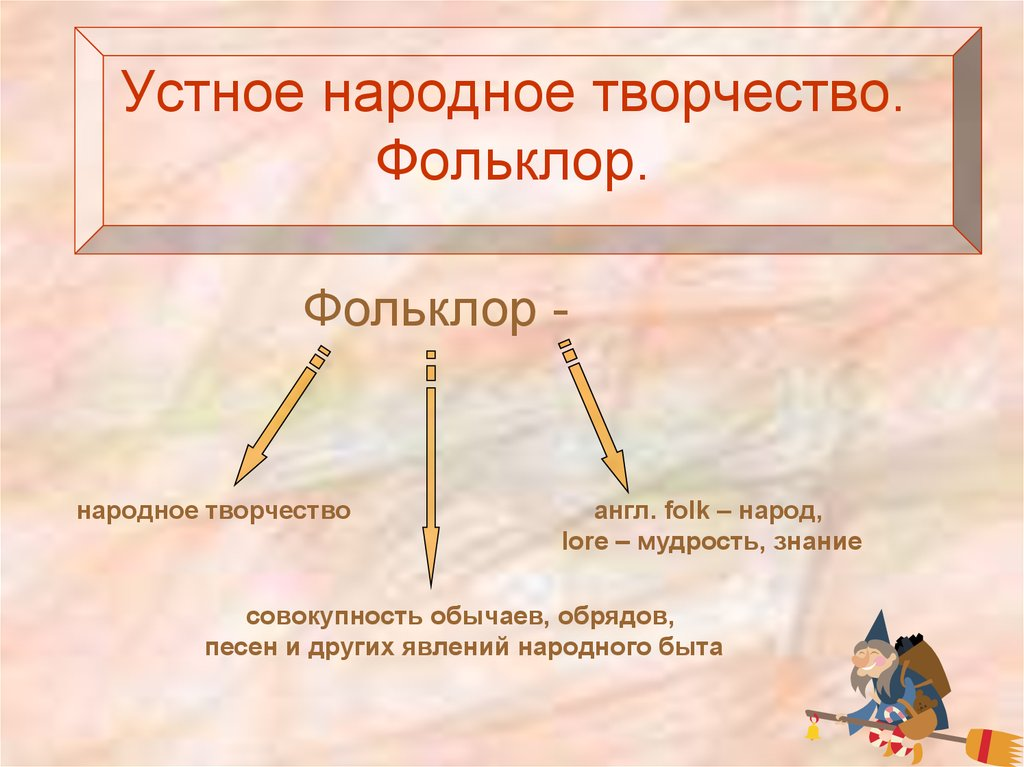 Устное народное творчество.
Фольклор.
Фольклор -
народное творчество
англ. folk – народ,
lore – мудрость, знание
совокупность обычаев, обрядов,
песен и других явлений народного быта